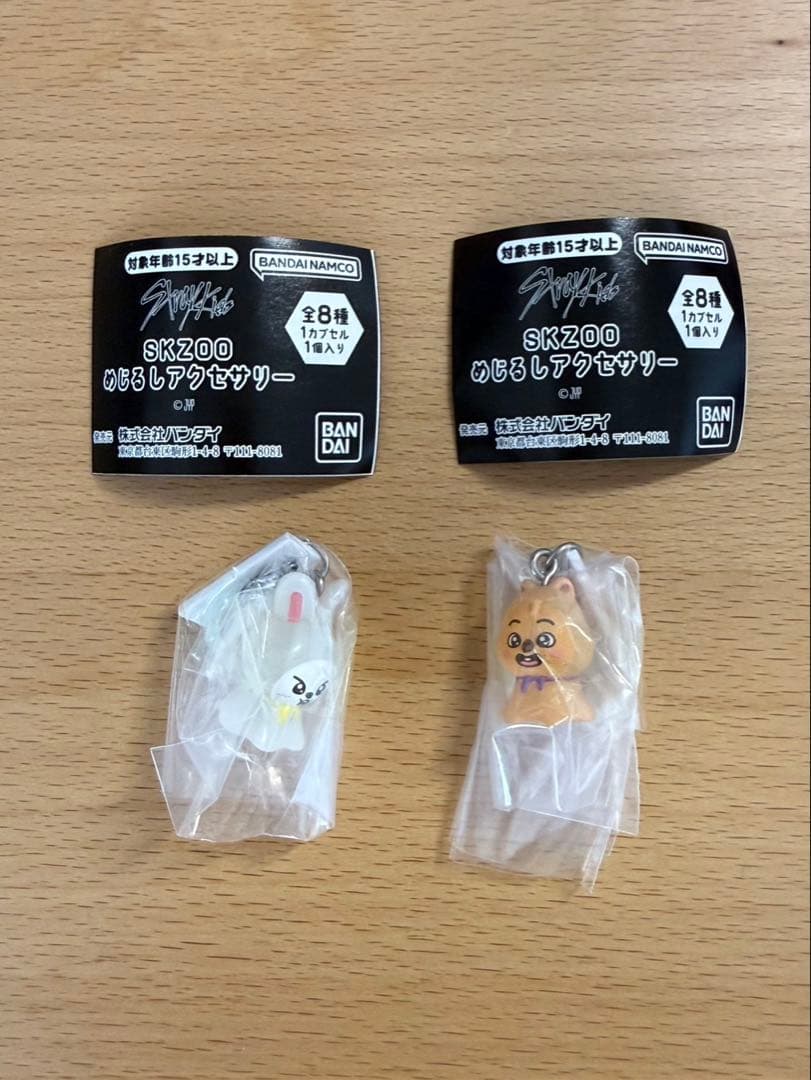 対象年齢15才以上
BANDAI NAMCO
Stray Kids
全8種
1カプセル
1個入り
SKZOO
めじるしアクセサリー
©JYP
発売元 株式会社バンダイ
東京都台東区駒形1-4-8 〒111-8081
BAN
DAI
対象年齢15才以上
BANDAI NAMCO
Stray Kids
全8種
1カプセル
1個入り
SKZOO
めじるしアクセサリー
©JYP
発売元 株式会社バンダイ
東京都台東区駒形1-4-8 〒111-8081
BAN
DAI